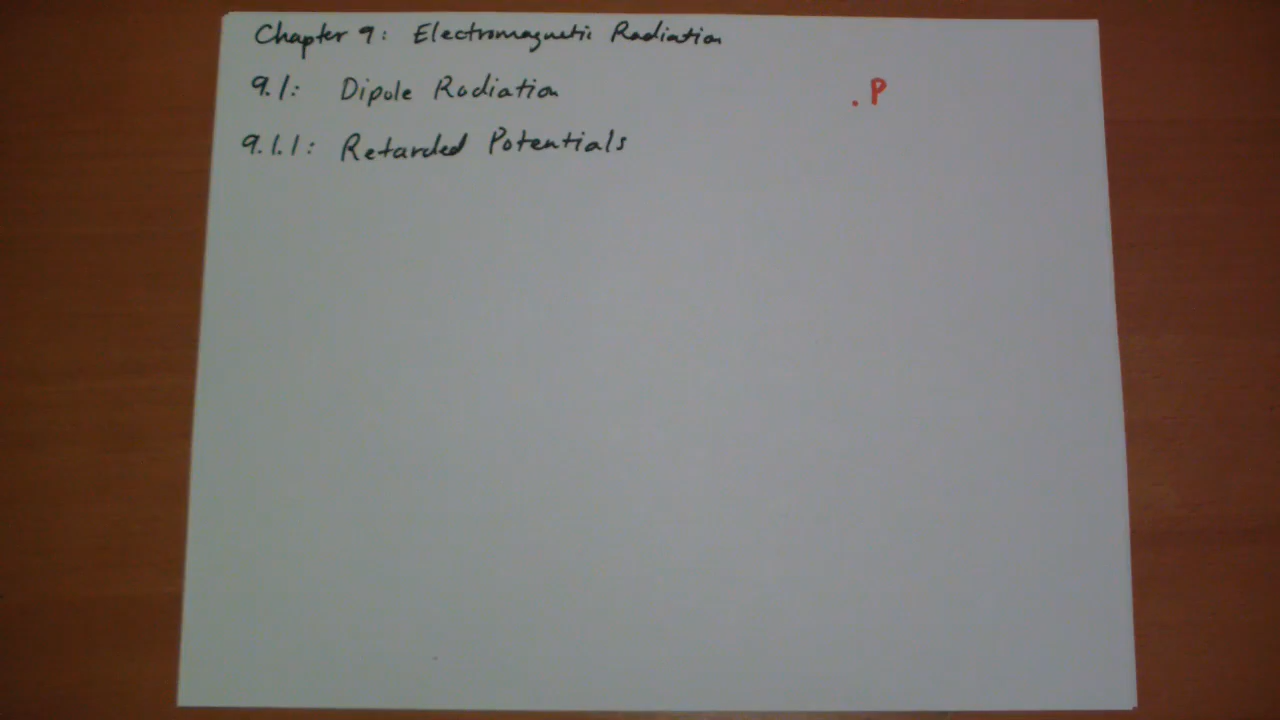 Chapter 9: Electromagnetic Radiation
9.1: Dipole Radiation
. P
9.1.1: Retarded Potentials